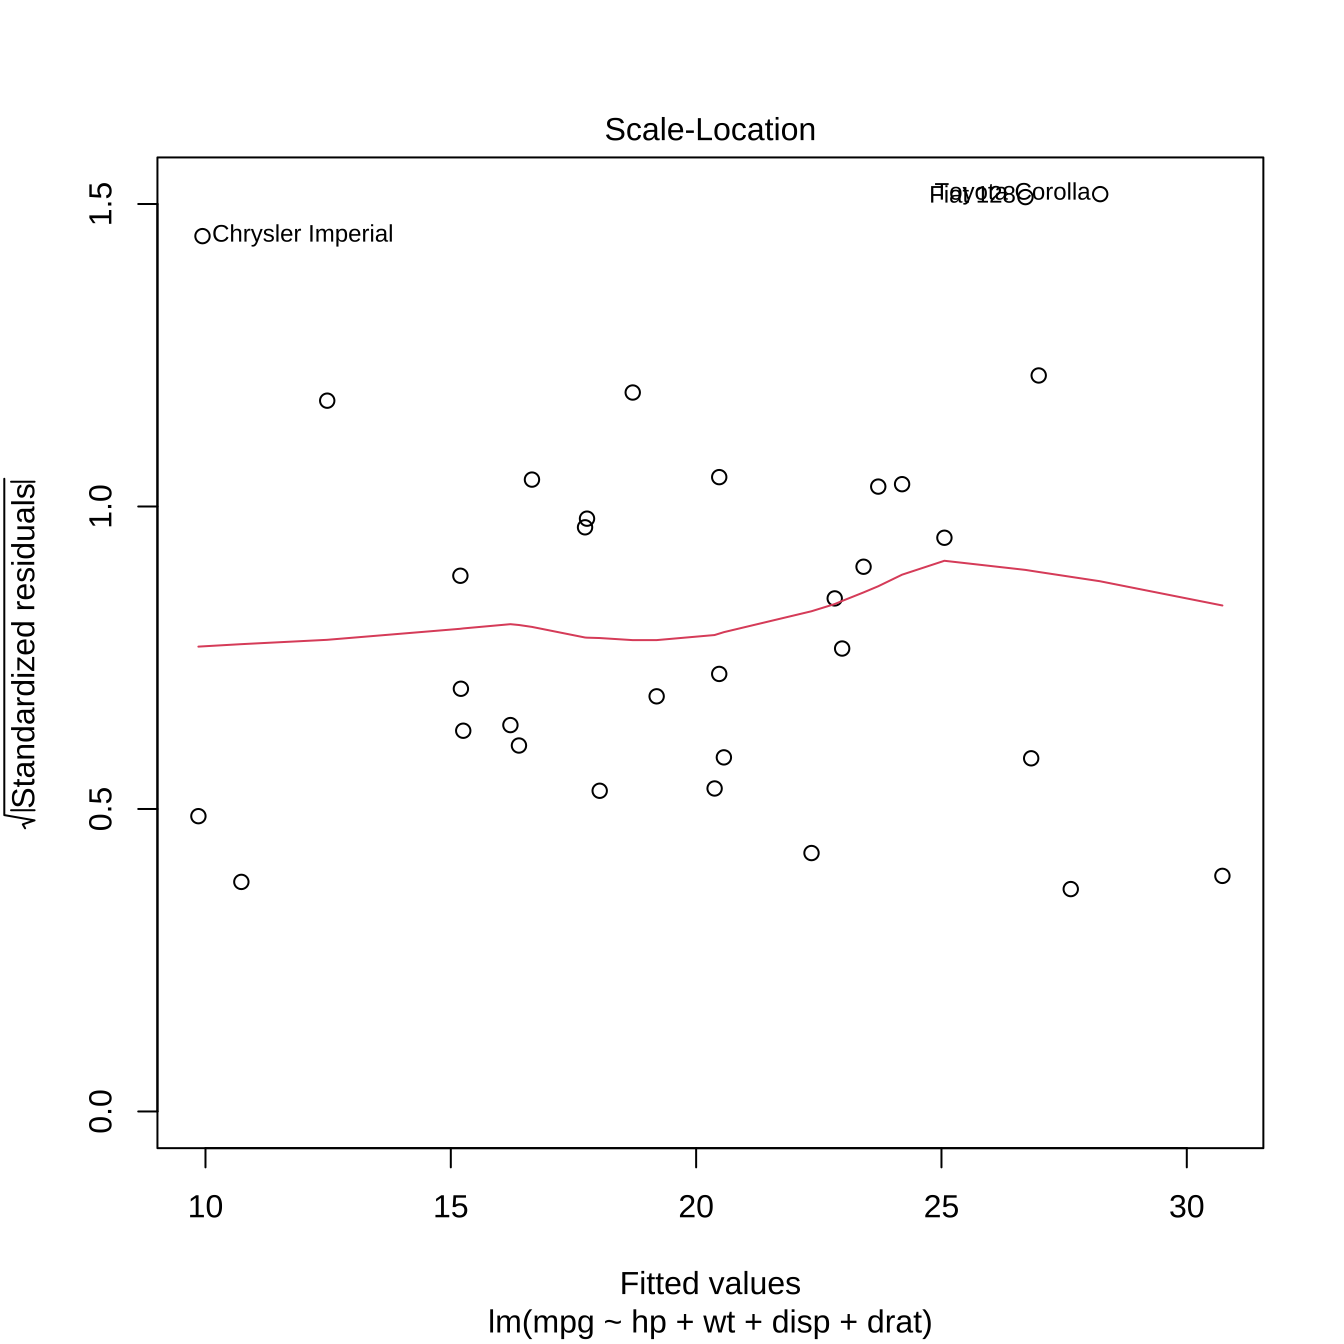 Scale-Location
1.5
1.0
0.5
0.0
√|Standardized residuals|
Toyota Corolla
Fiat 128
Chrysler Imperial
10 15 20 25 30
Fitted values
lm(mpg ~ hp + wt + disp + drat)